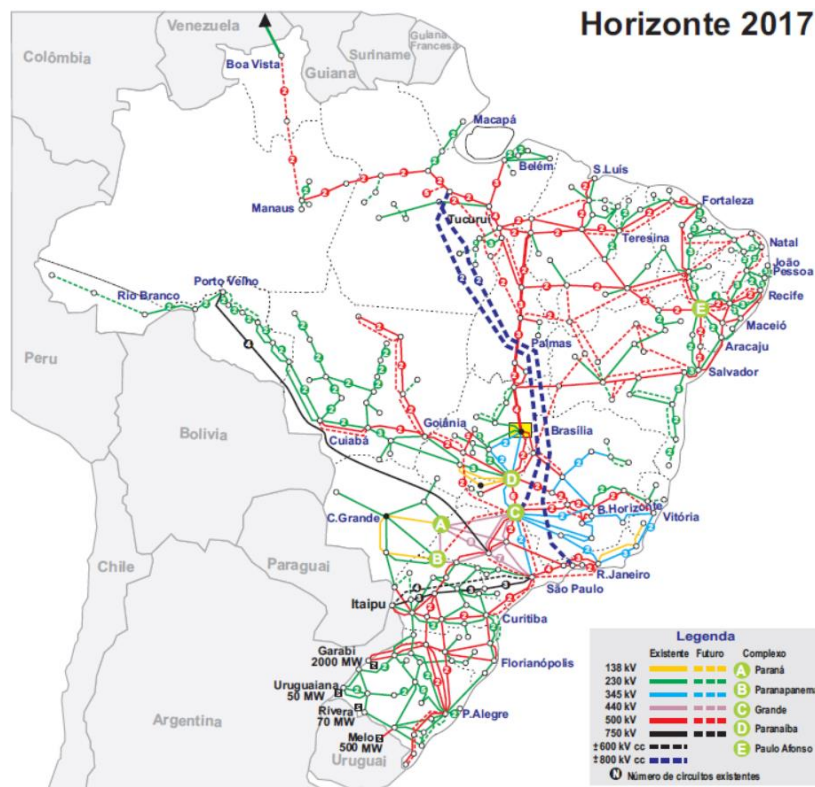 Horizonte 2017
Venezuela
Guiana
Francesa
Suriname
Colômbia
Guiana
Boa Vista
Macapá
Belém
S.Luís
Manaus
Fortaleza
Tucuruí
Teresina
Natal
João
Pessoa
Porto Velho
Rio Branco
Recife
E
Maceió
Aracaju
Palmas
Peru
Salvador
Bolívia
Goiânia
Brasília
Cuiabá
D
B.Horizonte
Vitória
C
C.Grande
A
Chile
Paraguai
B
R.Janeiro
São Paulo
Itaipu
Curitiba
Garabi
2000 MW
Florianópolis
Uruguaiana
50 MW
Rivera
70 MW
P.Alegre
Melo
500 MW
Argentina
Uruguai
Legenda
Existente Futuro Complexo
138 kV A Paraná
230 kV
345 kV B Paranapanema
440 kV C Grande
500 kV D Paranaíba
750 kV
±600 kV cc E Paulo Afonso
±800 kV cc
N Número de circuitos existentes